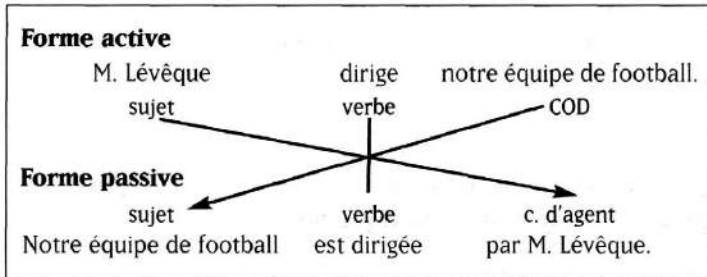 Forme active
M. Lévêque dirige notre équipe de football.
sujet verbe COD
Forme passive
sujet verbe c. d'agent
Notre équipe de football est dirigée par M. Lévêque.